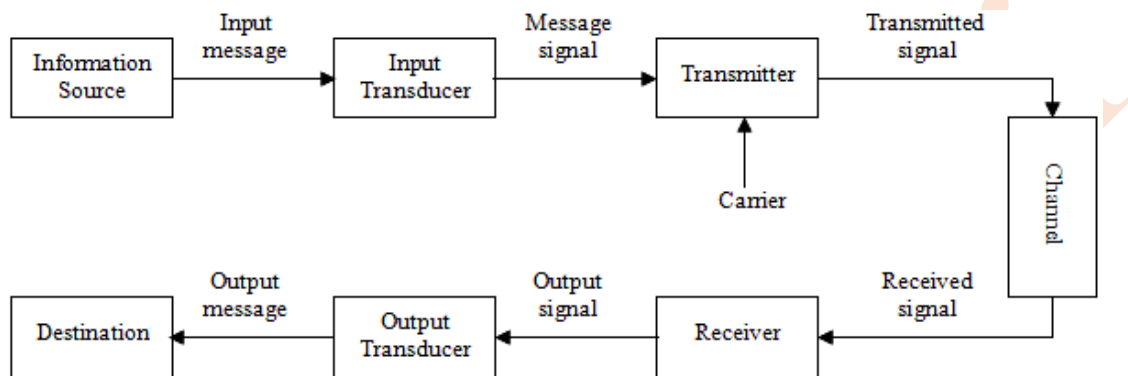 Input
message
Message
signal
Transmitted
signal
Information
Source
Input
Transducer
Transmitter
Carrier
Channel
Output
message
Output
signal
Received
signal
Destination
Output
Transducer
Receiver